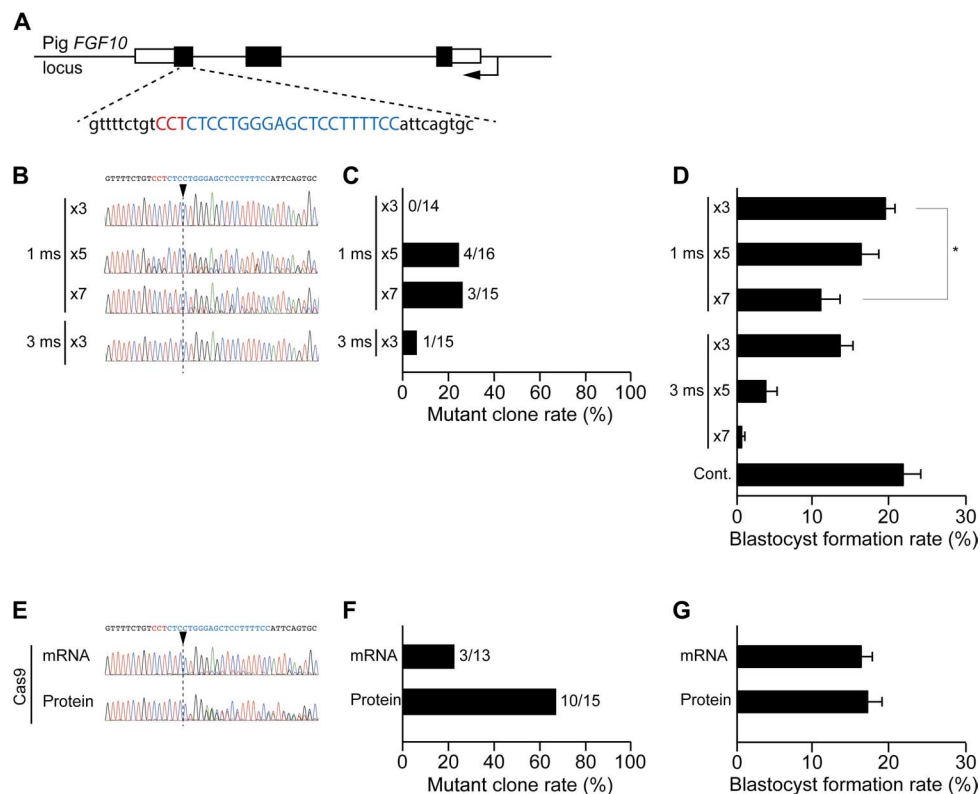 A
Pig FGF10
locus
gttttctgtCCTCTCCTGGGAGCTCCTTTTCCattcagtgc
B
GTTTTCTGTCCTCTCCTGGGAGCTCCTTTTCCATTCAGTGC
x3
1 ms x5
x7
3 ms x3
C
x3 0/14
1 ms x5 4/16
x7 3/15
3 ms x3 1/15
0 20 40 60 80 100
Mutant clone rate (%)
D
x3
1 ms x5
*
x7
x3
3 ms x5
x7
Cont.
0 10 20 30
Blastocyst formation rate (%)
E
GTTTTCTGTCCTCTCCTGGGAGCTCCTTTTCCATTCAGTGC
Cas9
mRNA
Protein
F
mRNA 3/13
Protein 10/15
0 20 40 60 80 100
Mutant clone rate (%)
G
mRNA
Protein
0 10 20 30
Blastocyst formation rate (%)